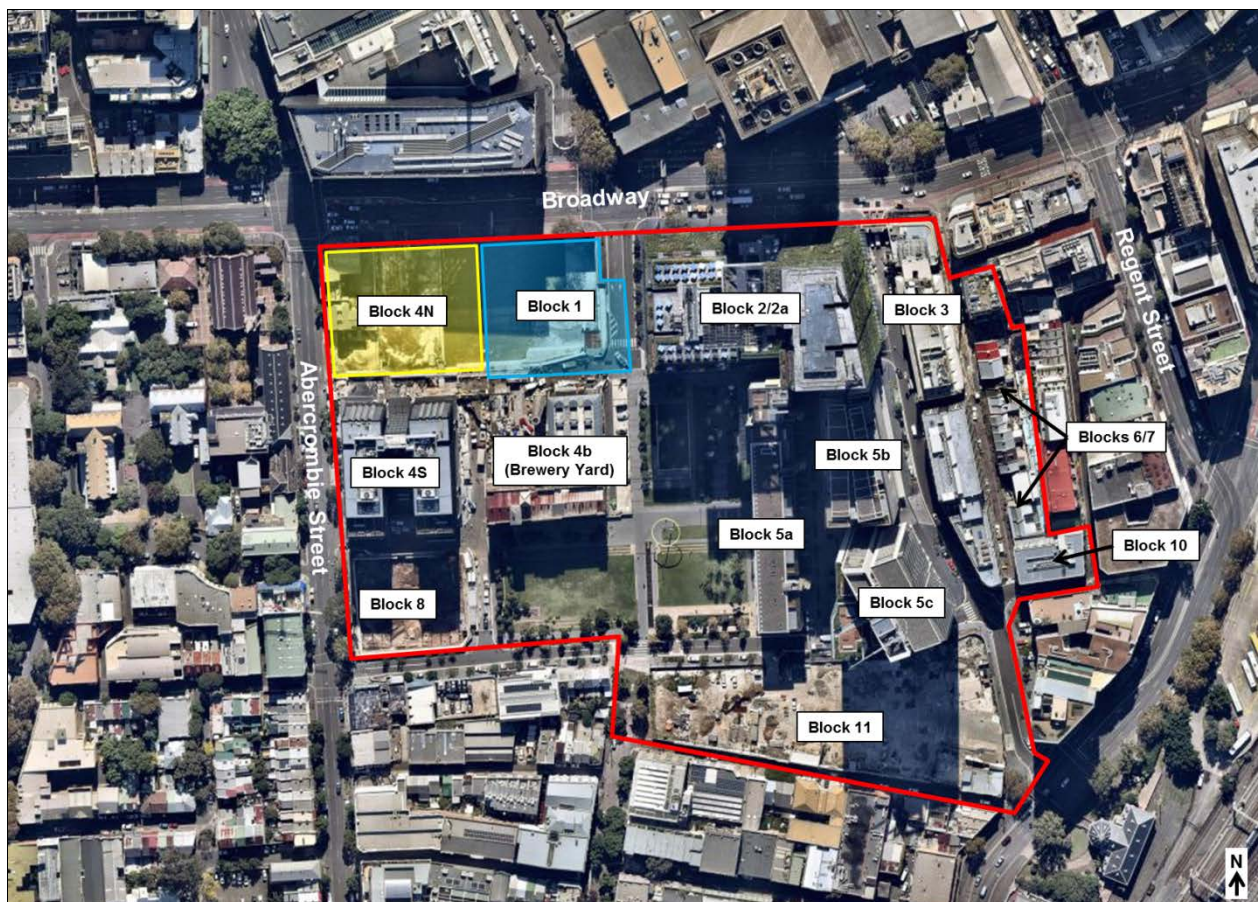 Broadway
Regent Street
Abercrombie Street
Block 4N
Block 1
Block 2/2a
Block 3
Blocks 6/7
Block 4S
Block 4b
(Brewery Yard)
Block 5b
Block 5a
Block 10
Block 8
Block 5c
Block 11
N